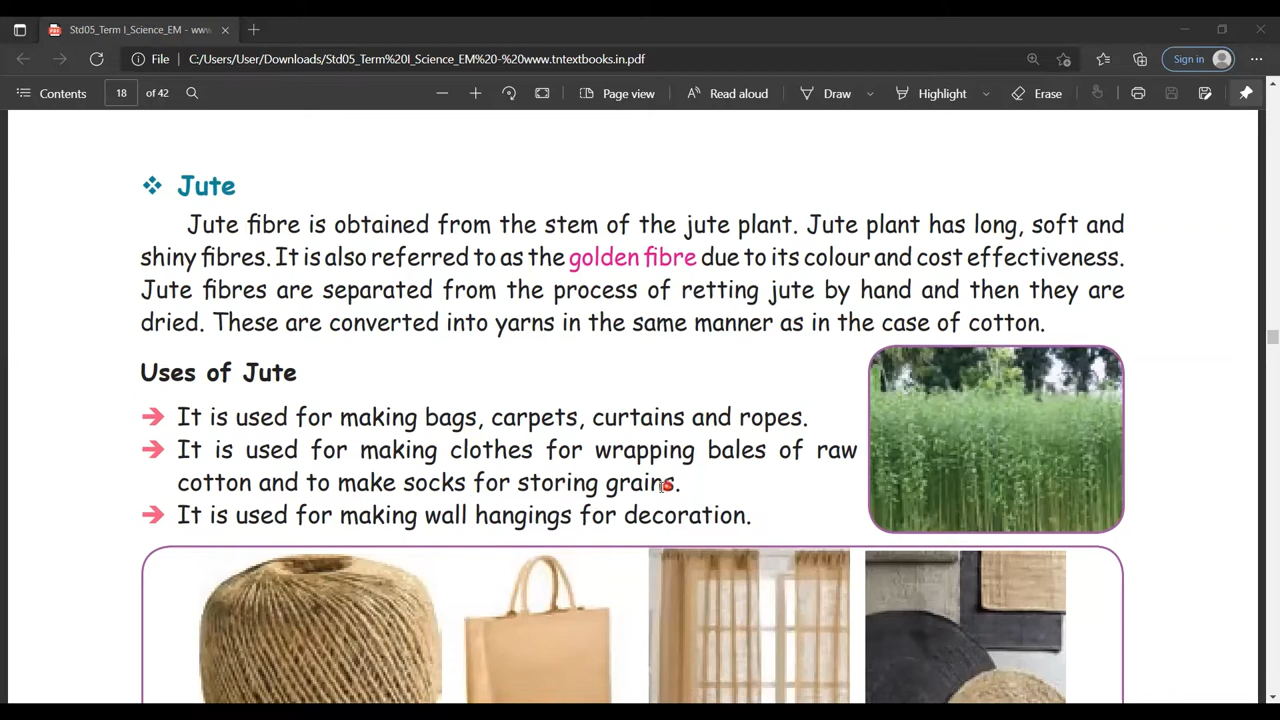 Std05_Term I_Science_EM - www.
File
C:/Users/User/Downloads/Std05_Term%20I_Science_EM%20-%20www.tntextbooks.in.pdf
Sign in
Contents
18 of 42
Page view
Read aloud
Draw
Highlight
Erase
Jute
Jute fibre is obtained from the stem of the jute plant. Jute plant has long, soft and
shiny fibres. It is also referred to as the golden fibre due to its colour and cost effectiveness.
Jute fibres are separated from the process of retting jute by hand and then they are
dried. These are converted into yarns in the same manner as in the case of cotton.
Uses of Jute
It is used for making bags, carpets, curtains and ropes.
It is used for making clothes for wrapping bales of raw
cotton and to make socks for storing grains.
It is used for making wall hangings for decoration.